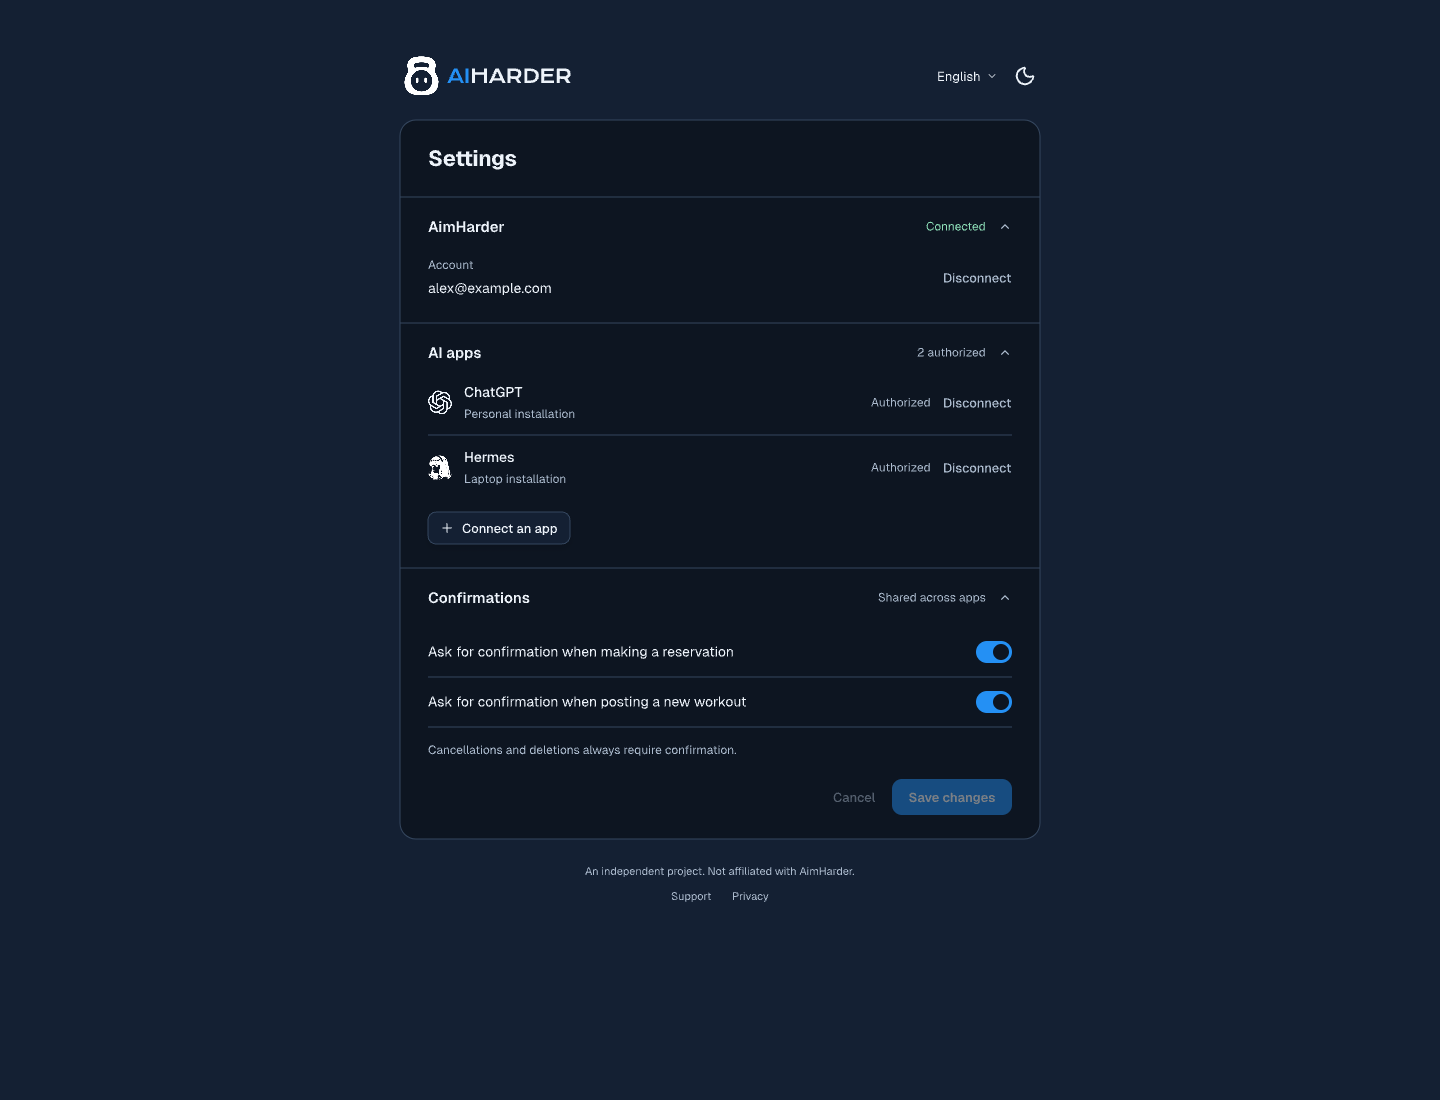 AIHARDER
English
Settings
AimHarder
Connected
Account
alex@example.com
Disconnect
AI apps
2 authorized
ChatGPT
Personal installation
Authorized
Disconnect
Hermes
Laptop installation
Authorized
Disconnect
Connect an app
Confirmations
Shared across apps
Ask for confirmation when making a reservation
Ask for confirmation when posting a new workout
Cancellations and deletions always require confirmation.
Cancel
Save changes
An independent project. Not affiliated with AimHarder.
Support
Privacy